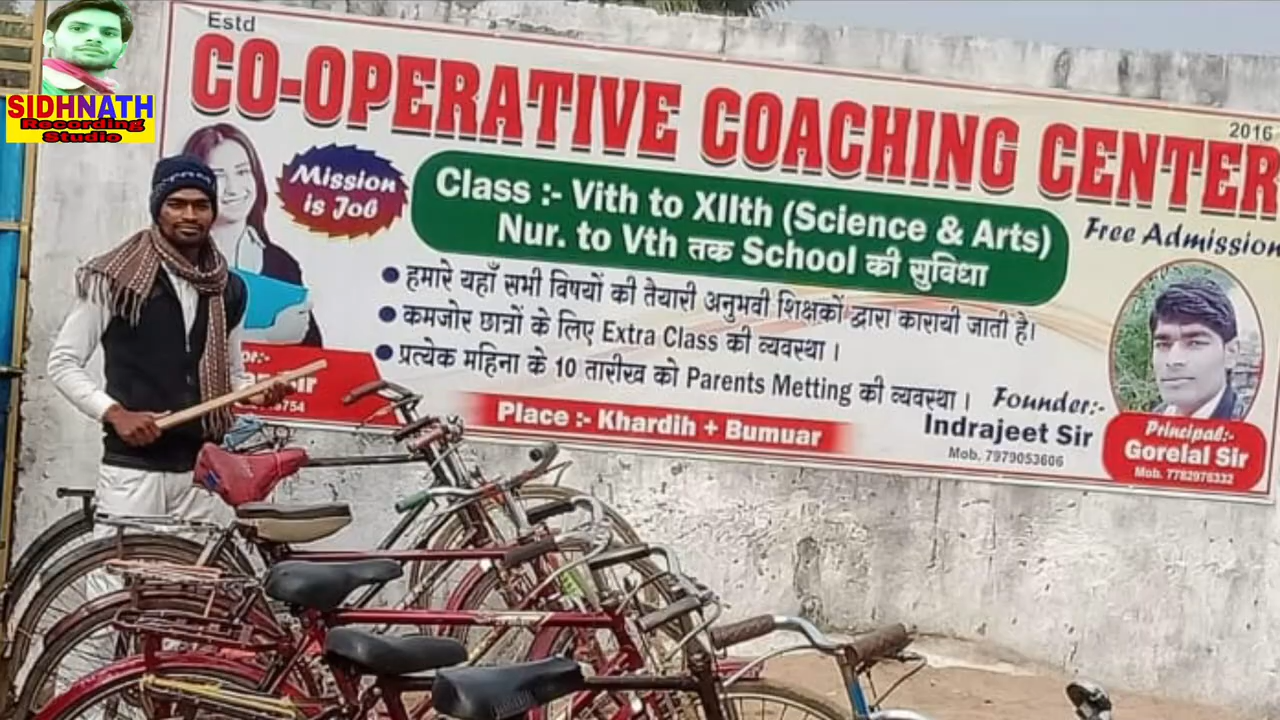 SIDHNATH
Recording
Studio
Estd
2016
CO-OPERATIVE COACHING CENTER
Mission
is Job
Class :- Vith to XIIth (Science & Arts)
Nur. to Vth तक School की सुविधा
Free Admission
हमारे यहाँ सभी विषयों की तैयारी अनुभवी शिक्षकों द्वारा करायी जाती है।
कमजोर छात्रों के लिए Extra Class की व्यवस्था ।
प्रत्येक महिना के 10 तारीख को Parents Metting की व्यवस्था ।
Place :- Khardih + Bumuar
Founder:-
Indrajeet Sir
Mob. 7979053606
Principal:-
Gorelal Sir
Mob. 7782976332